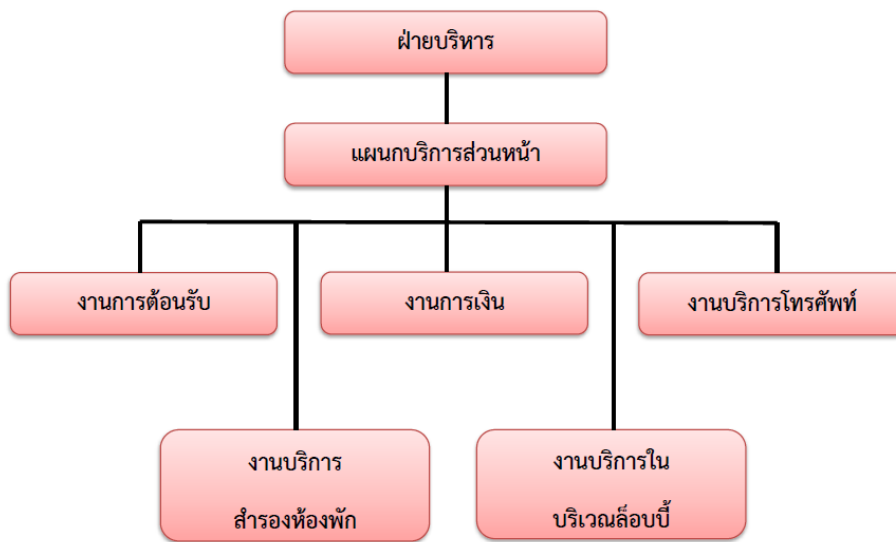 ฝ่ายบริหาร
แผนกบริการส่วนหน้า
งานการต้อนรับ
งานการเงิน
งานบริการโทรศัพท์
งานบริการ
สำรองห้องพัก
งานบริการใน
บริเวณล็อบบี้